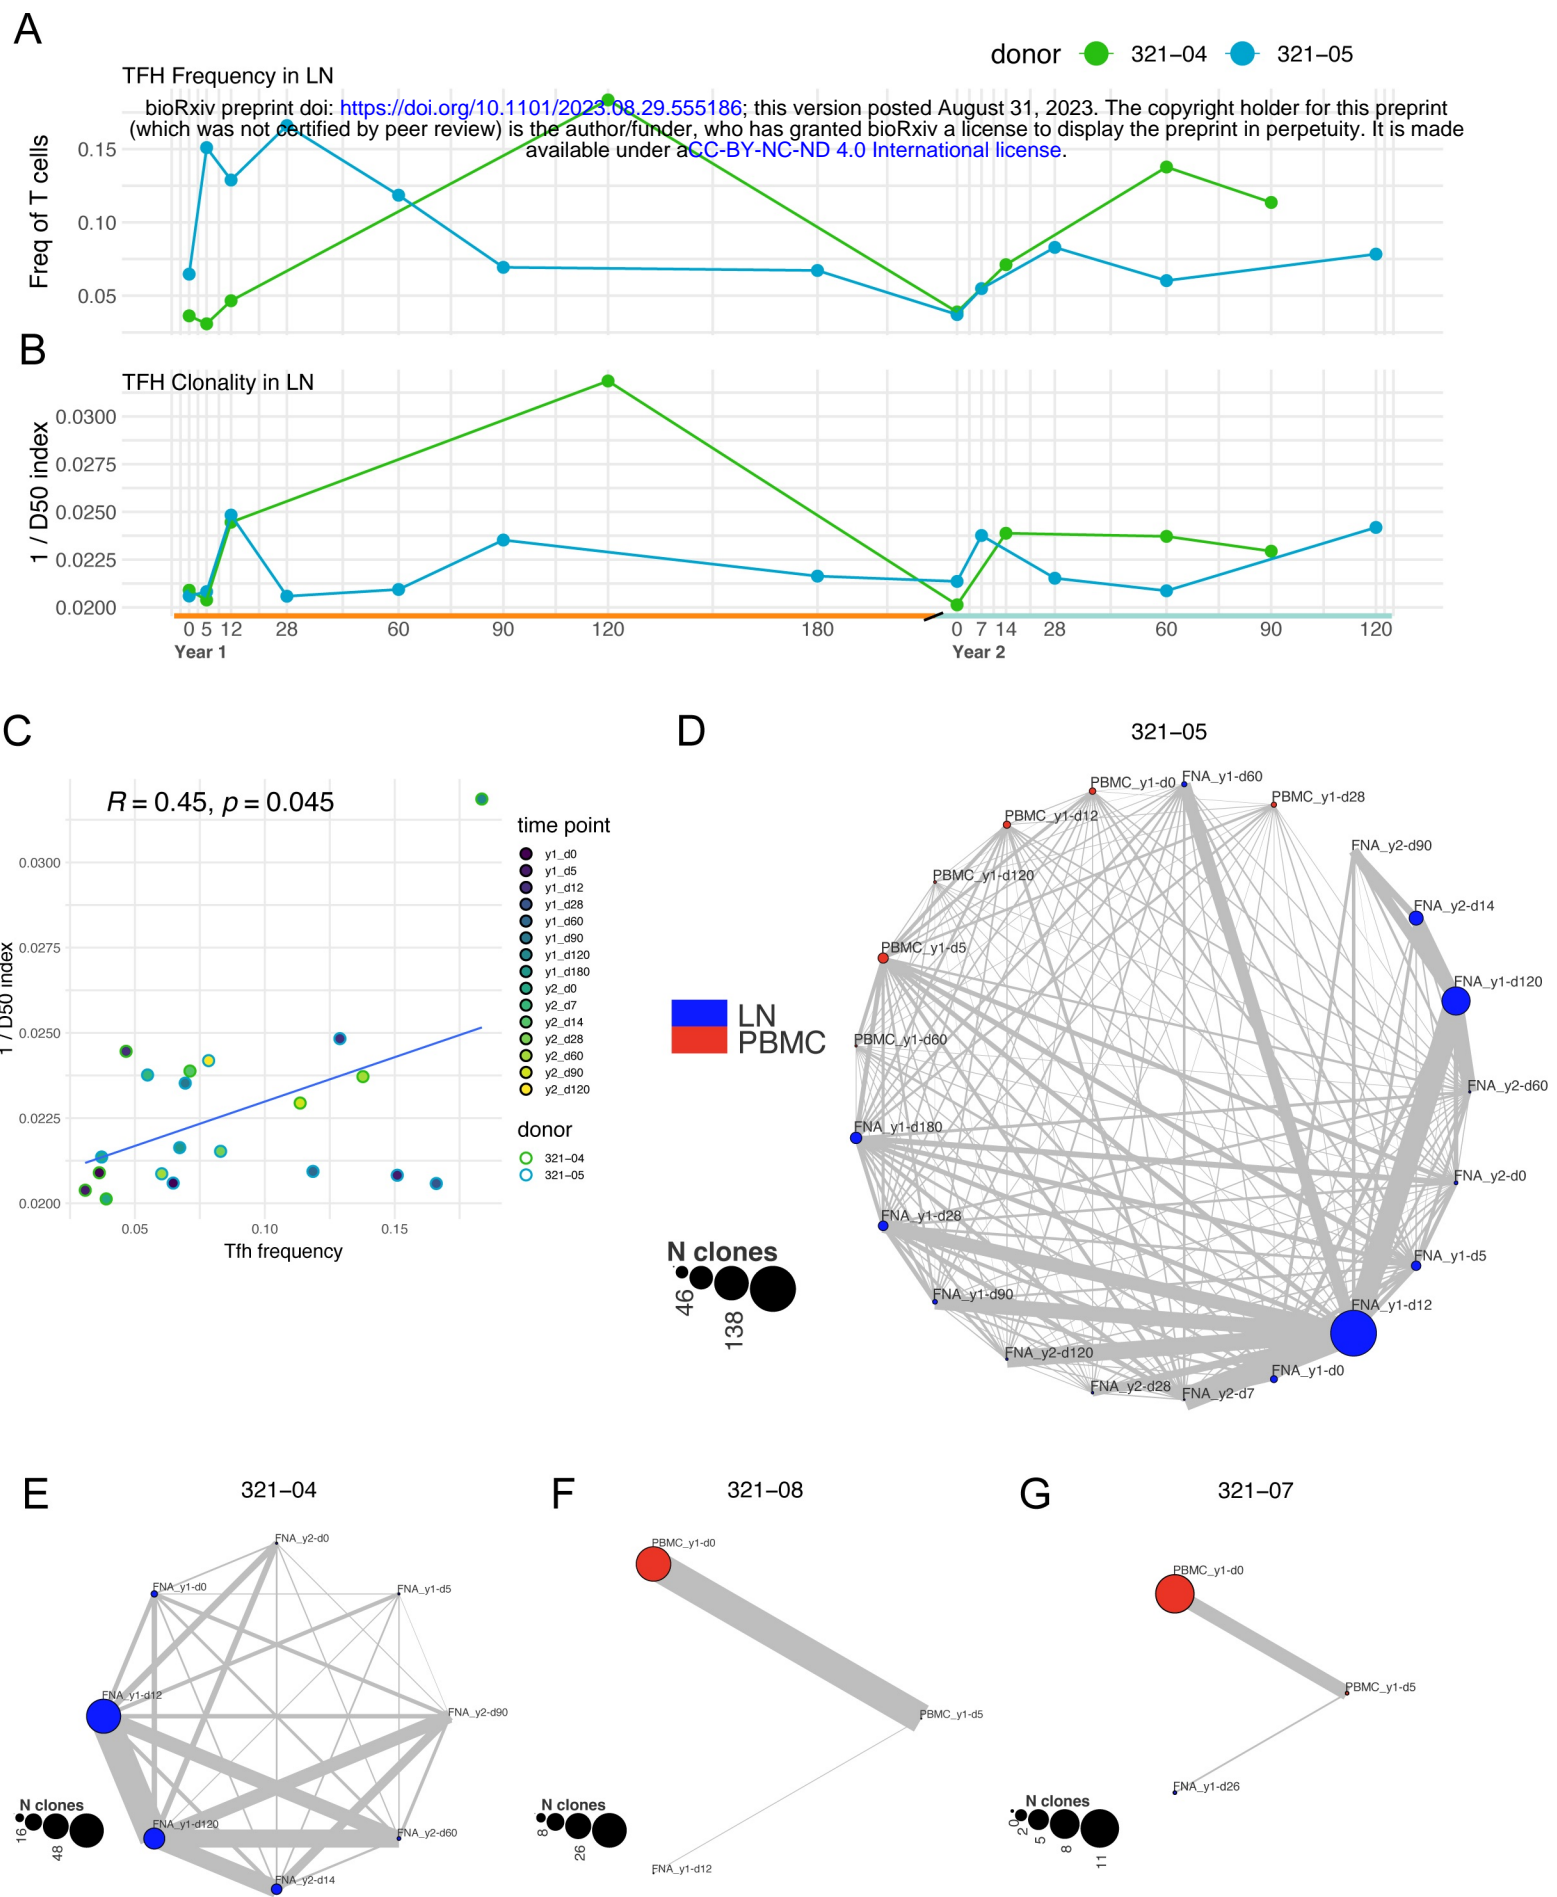 A
donor 321−04 321−05
TFH Frequency in LN
bioRxiv preprint doi: https://doi.org/10.1101/2023.08.29.555186; this version posted August 31, 2023. The copyright holder for this preprint
(which was not certified by peer review) is the author/funder, who has granted bioRxiv a license to display the preprint in perpetuity. It is made
available under aCC-BY-NC-ND 4.0 International license.
Freq of T cells
0.15
0.10
0.05
B
TFH Clonality in LN
1 / D50 index
0.0300
0.0275
0.0250
0.0225
0.0200
0 5 12 28 60 90 120 180 0 7 14 28 60 90 120
Year 1 Year 2
C
R = 0.45, p = 0.045
1 / D50 index
0.0300
0.0275
0.0250
0.0225
0.0200
0.05 0.10 0.15
Tfh frequency
time point
y1_d0
y1_d5
y1_d12
y1_d28
y1_d60
y1_d90
y1_d120
y1_d180
y2_d0
y2_d7
y2_d14
y2_d28
y2_d60
y2_d90
y2_d120
donor
321−04
321−05
D
321−05
PBMC_y1-d0
FNA_y1-d60
PBMC_y1-d28
PBMC_y1-d12
FNA_y2-d90
PBMC_y1-d120
FNA_y2-d14
PBMC_y1-d5
FNA_y1-d120
LN
PBMC
PBMC_y1-d60
FNA_y2-d60
FNA_y1-d180
FNA_y2-d0
FNA_y1-d28
FNA_y1-d5
N clones
46
138
FNA_y1-d90
FNA_y1-d12
FNA_y2-d120
FNA_y1-d0
FNA_y2-d28
FNA_y2-d7
E
321−04
FNA_y2-d0
FNA_y1-d0
FNA_y1-d5
FNA_y1-d12
FNA_y2-d90
N clones
16
48
FNA_y1-d120
FNA_y2-d60
FNA_y2-d14
F
321−08
PBMC_y1-d0
PBMC_y1-d5
N clones
8
26
FNA_y1-d12
G
321−07
PBMC_y1-d0
PBMC_y1-d5
FNA_y1-d26
N clones
0
2
5
8
11